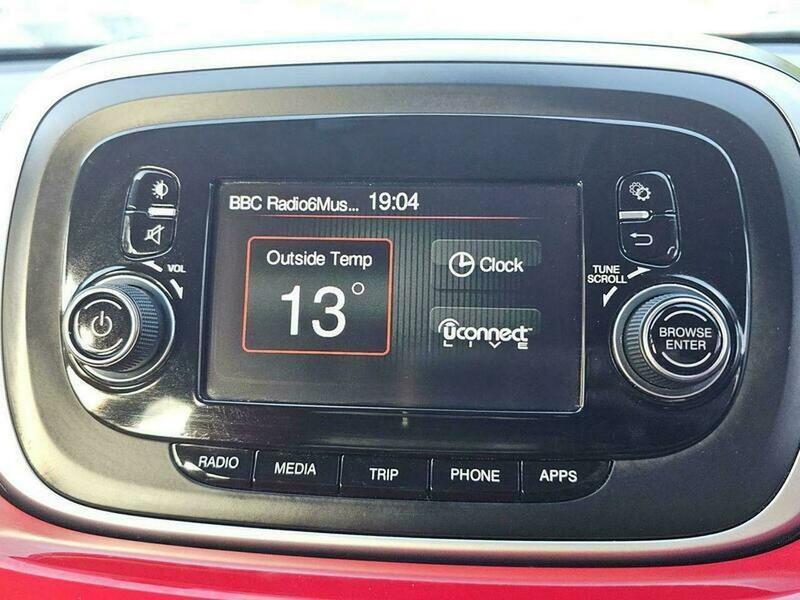 BBC Radio6Mus... 19:04
Outside Temp
13°
Clock
Uconnect
LIVE
VOL
TUNE
SCROLL
BROWSE
ENTER
RADIO MEDIA TRIP PHONE APPS